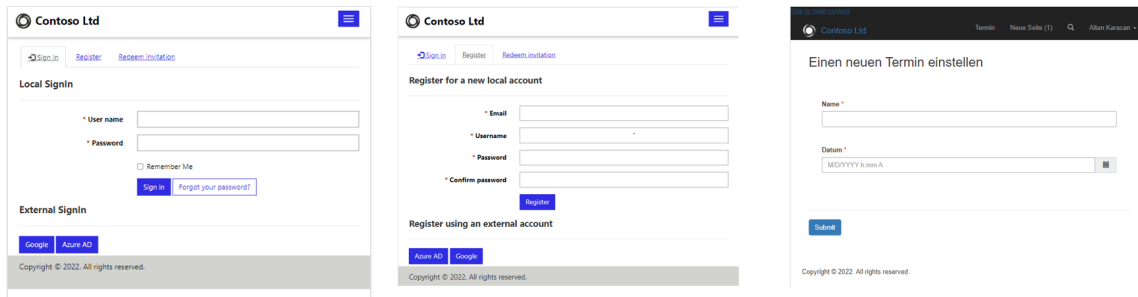 Contoso Ltd
Sign in Register Redeem invitation
Local SignIn
* User name
* Password
Remember Me
Sign in Forgot your password?
External SignIn
Google Azure AD
Copyright © 2022. All rights reserved.
Contoso Ltd
Sign in Register Redeem invitation
Register for a new local account
* Email
* Username
* Password
* Confirm password
Register
Register using an external account
Azure AD Google
Copyright © 2022. All rights reserved.
Skip to main content
Contoso Ltd Termin Neue Seite (1) Altan Karacan
Einen neuen Termin einstellen
Name *
Datum *
M/D/YYYY h:mm A
Submit
Copyright © 2022. All rights reserved.